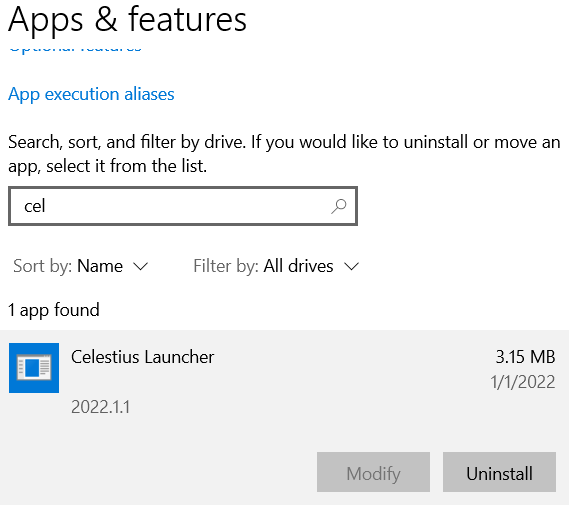 Apps & features
Optional features
App execution aliases
Search, sort, and filter by drive. If you would like to uninstall or move an
app, select it from the list.
cel
Sort by: Name Filter by: All drives
1 app found
Celestius Launcher 3.15 MB
1/1/2022
2022.1.1
Modify Uninstall